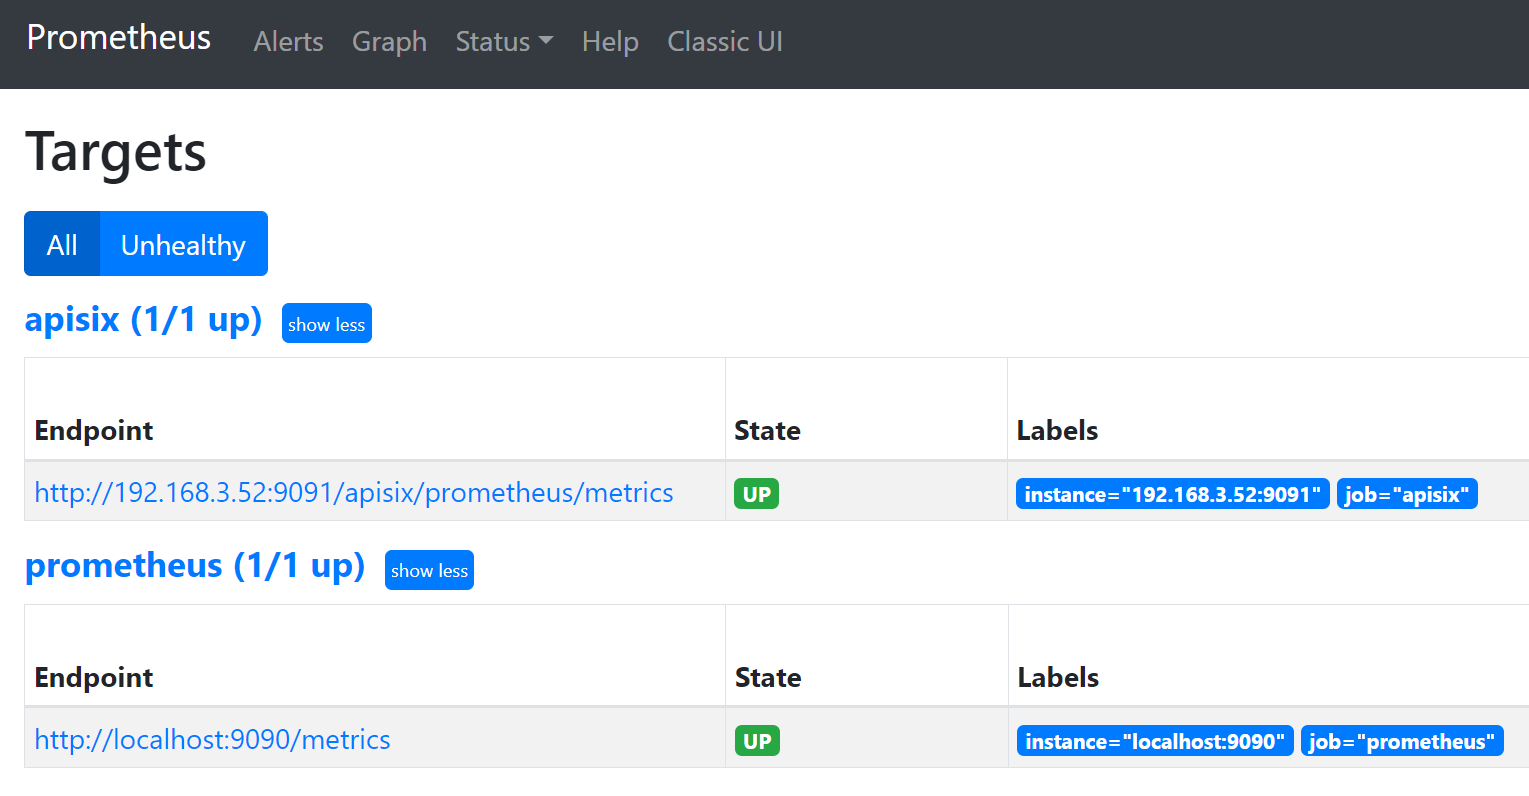 Prometheus Alerts Graph Status Help Classic UI
Targets
All Unhealthy
apisix (1/1 up) show less
Endpoint State Labels
http://192.168.3.52:9091/apisix/prometheus/metrics UP instance="192.168.3.52:9091" job="apisix"
prometheus (1/1 up) show less
Endpoint State Labels
http://localhost:9090/metrics UP instance="localhost:9090" job="prometheus"